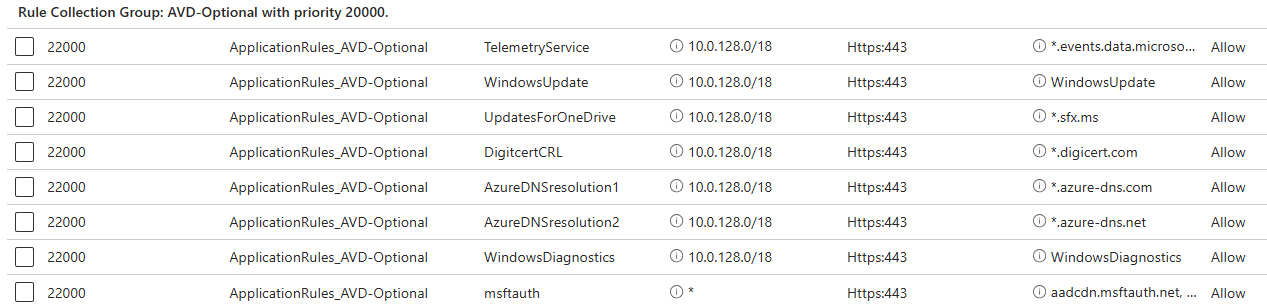 Rule Collection Group: AVD-Optional with priority 20000.
22000 ApplicationRules_AVD-Optional TelemetryService 10.0.128.0/18 Https:443 *.events.data.microso... Allow
22000 ApplicationRules_AVD-Optional WindowsUpdate 10.0.128.0/18 Https:443 WindowsUpdate Allow
22000 ApplicationRules_AVD-Optional UpdatesForOneDrive 10.0.128.0/18 Https:443 *.sfx.ms Allow
22000 ApplicationRules_AVD-Optional DigitcertCRL 10.0.128.0/18 Https:443 *.digicert.com Allow
22000 ApplicationRules_AVD-Optional AzureDNSresolution1 10.0.128.0/18 Https:443 *.azure-dns.com Allow
22000 ApplicationRules_AVD-Optional AzureDNSresolution2 10.0.128.0/18 Https:443 *.azure-dns.net Allow
22000 ApplicationRules_AVD-Optional WindowsDiagnostics 10.0.128.0/18 Https:443 WindowsDiagnostics Allow
22000 ApplicationRules_AVD-Optional msftauth * Https:443 aadcdn.msftauth.net, ... Allow